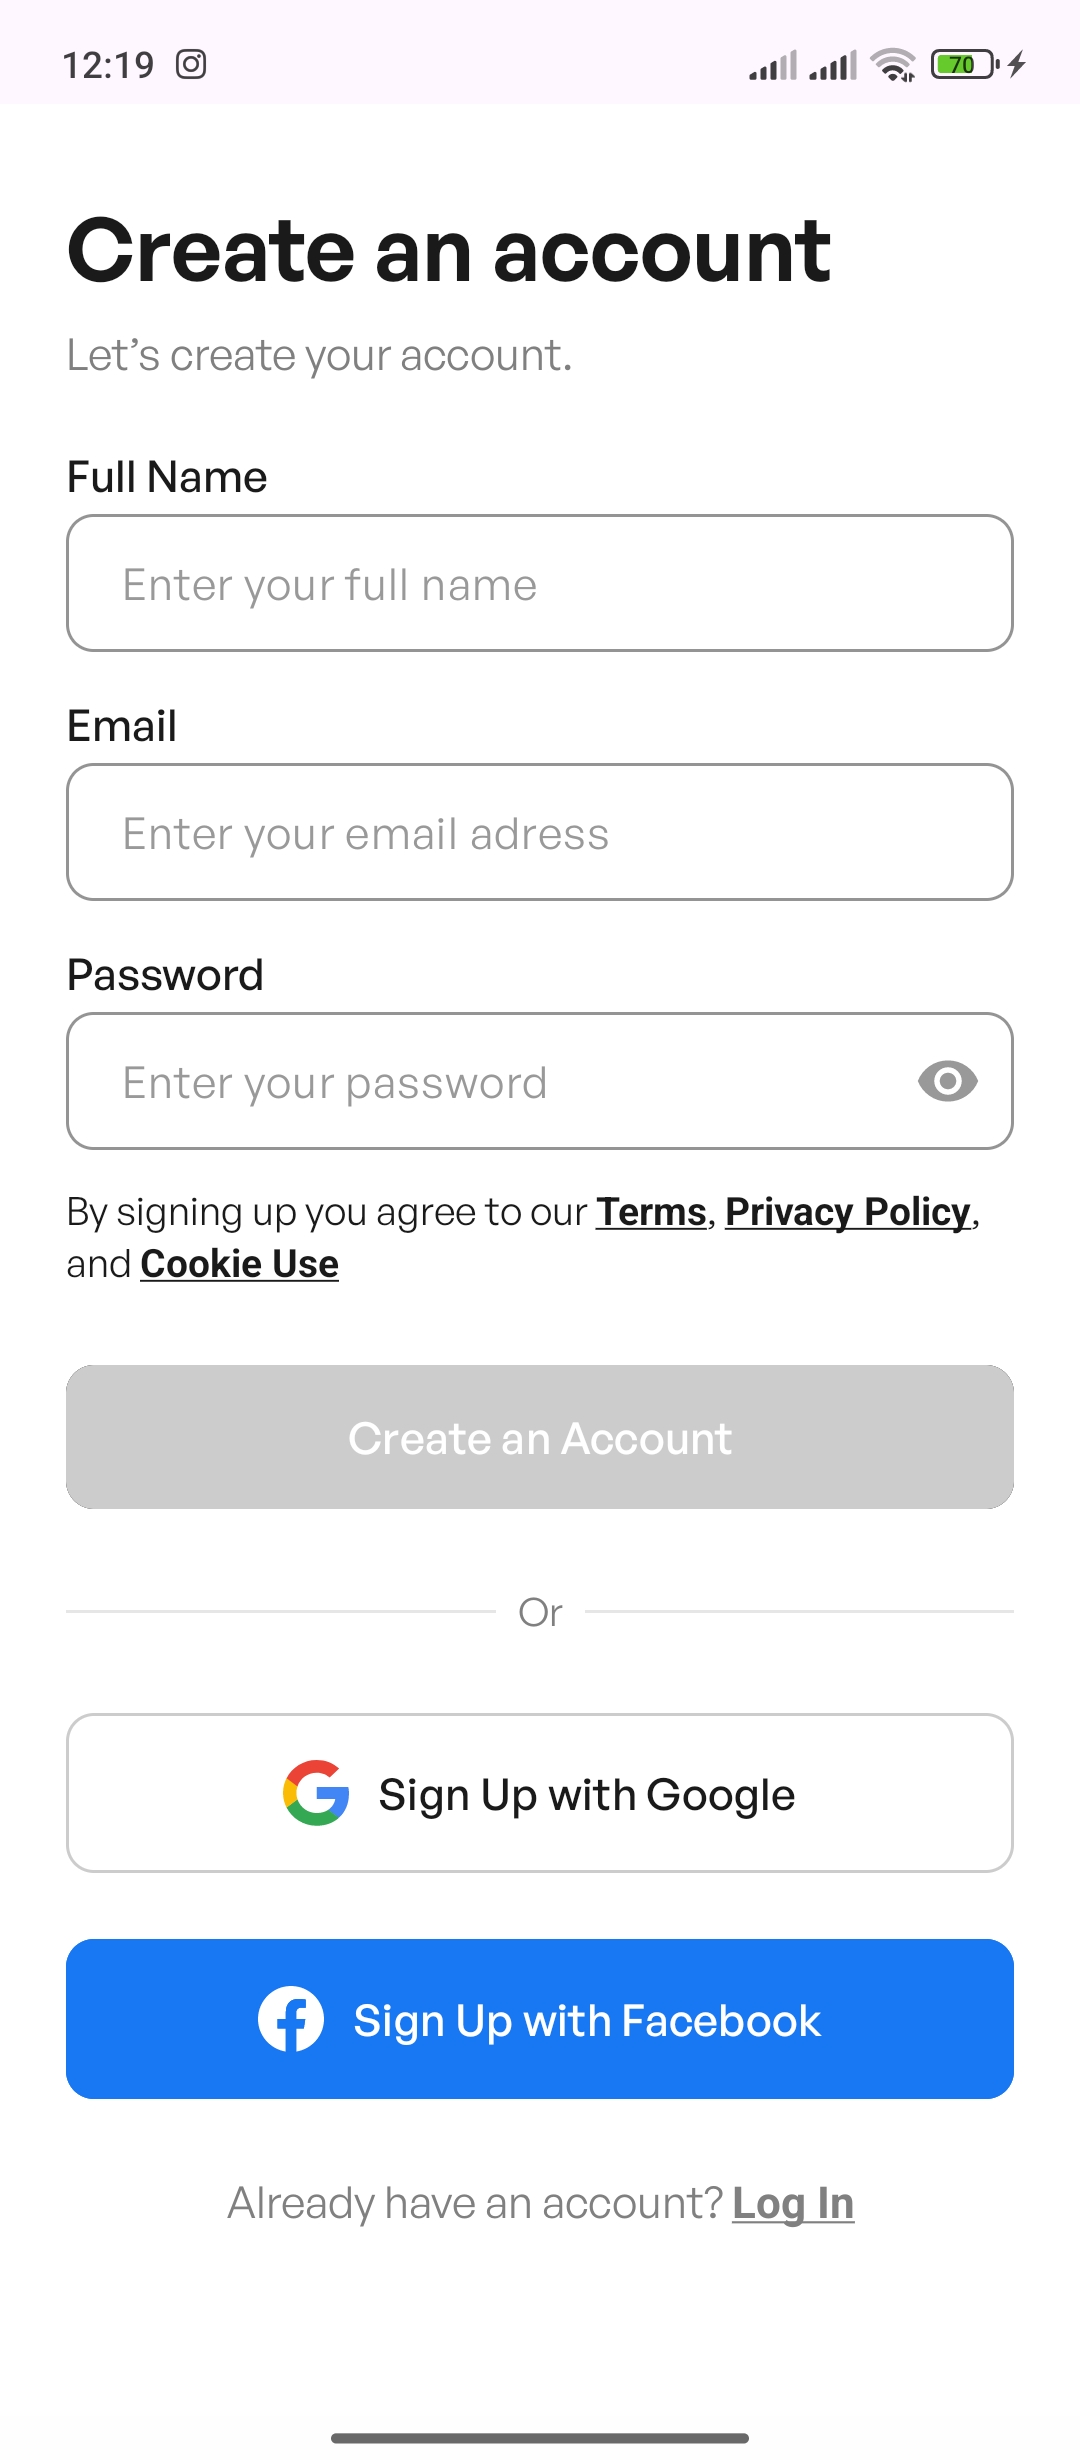 12:19
70
Create an account
Let’s create your account.
Full Name
Enter your full name
Email
Enter your email adress
Password
Enter your password
By signing up you agree to our Terms, Privacy Policy,
and Cookie Use
Create an Account
Or
Sign Up with Google
Sign Up with Facebook
Already have an account? Log In